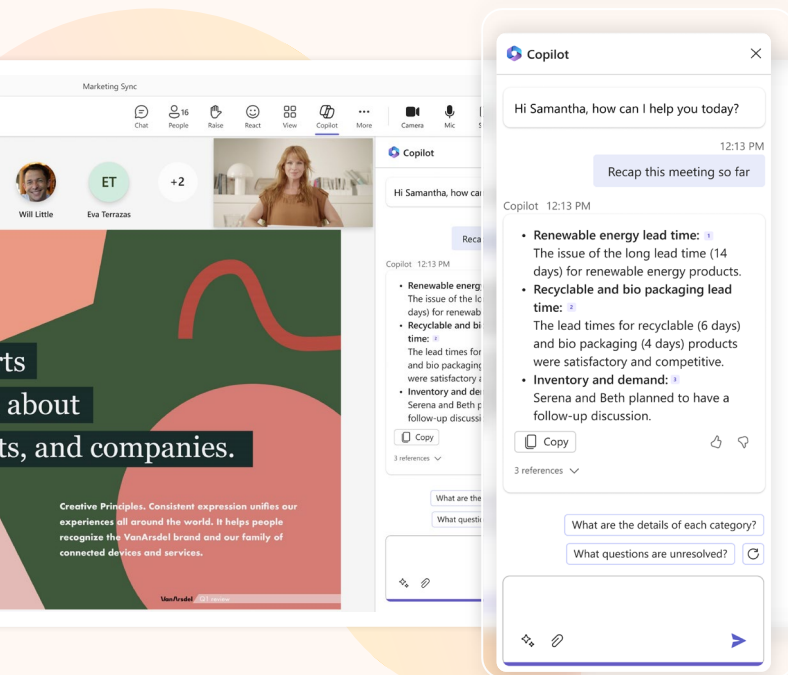 Marketing Sync
16
Chat
People
Raise
React
View
Copilot
More
Camera
Mic
Will Little
ET
Eva Terrazas
+2
rts
about
ts, and companies.
Creative Principles. Consistent expression unifies our
experiences all around the world. It helps people
recognize the VanArsdel brand and our family of
connected devices and services.
VanArsdel
Q1 review
Copilot
Hi Samantha, how ca
Reca
Copilot 12:13 PM
• Renewable energ
The issue of the lo
days) for renewab
• Recyclable and bi
time:
The lead times for
and bio packaging
were satisfactory a
• Inventory and de
Serena and Beth p
follow-up discussi
Copy
3 references
What are the
What questio
Copilot
Hi Samantha, how can I help you today?
12:13 PM
Recap this meeting so far
Copilot 12:13 PM
• Renewable energy lead time: 1
The issue of the long lead time (14
days) for renewable energy products.
• Recyclable and bio packaging lead
time: 2
The lead times for recyclable (6 days)
and bio packaging (4 days) products
were satisfactory and competitive.
• Inventory and demand: 3
Serena and Beth planned to have a
follow-up discussion.
Copy
3 references
What are the details of each category?
What questions are unresolved?